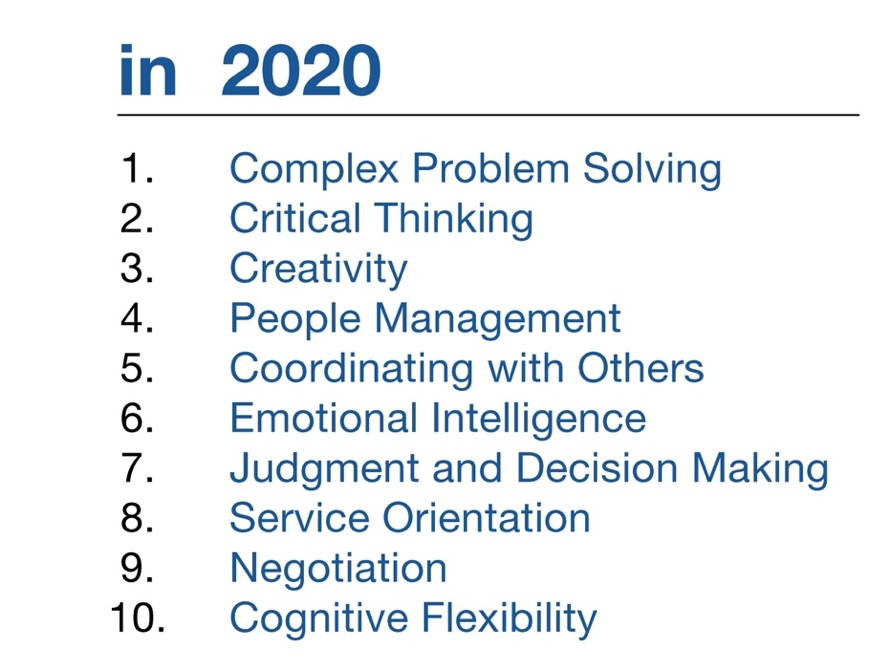 in 2020
1. Complex Problem Solving
2. Critical Thinking
3. Creativity
4. People Management
5. Coordinating with Others
6. Emotional Intelligence
7. Judgment and Decision Making
8. Service Orientation
9. Negotiation
10. Cognitive Flexibility